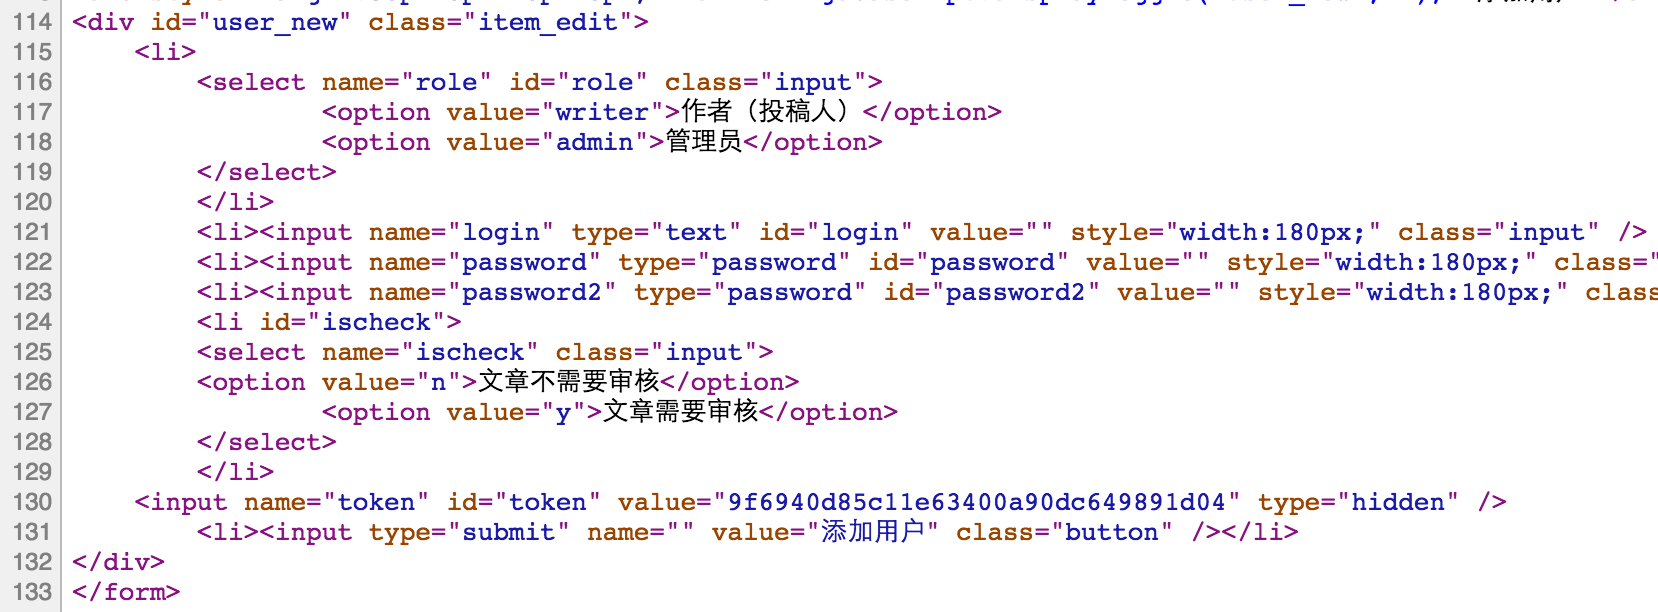 114 <div id="user_new" class="item_edit">
115 <li>
116 <select name="role" id="role" class="input">
117 <option value="writer">作者（投稿人）</option>
118 <option value="admin">管理员</option>
119 </select>
120 </li>
121 <li><input name="login" type="text" id="login" value="" style="width:180px;" class="input" />
122 <li><input name="password" type="password" id="password" value="" style="width:180px;" class="
123 <li><input name="password2" type="password" id="password2" value="" style="width:180px;" class
124 <li id="ischeck">
125 <select name="ischeck" class="input">
126 <option value="n">文章不需要审核</option>
127 <option value="y">文章需要审核</option>
128 </select>
129 </li>
130 <input name="token" id="token" value="9f6940d85c11e63400a90dc649891d04" type="hidden" />
131 <li><input type="submit" name="" value="添加用户" class="button" /></li>
132 </div>
133 </form>